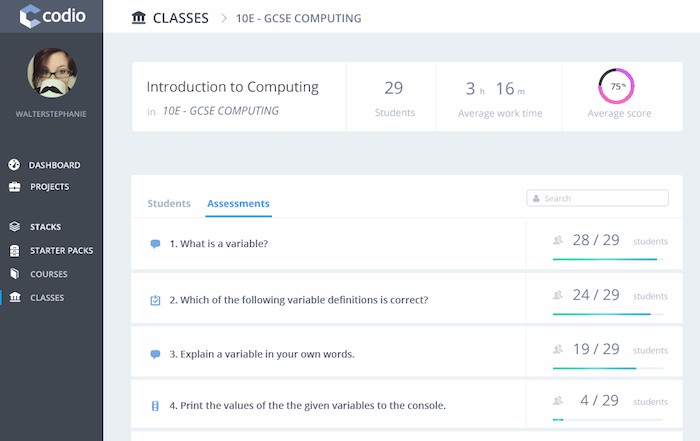 codio
CLASSES 10E - GCSE COMPUTING
WALTERSTEPHANIE
DASHBOARD
PROJECTS
STACKS
STARTER PACKS
COURSES
CLASSES
Introduction to Computing
in 10E - GCSE COMPUTING
29
Students
3 h 16 m
Average work time
75%
Average score
Students Assessments
Search
1. What is a variable? 28 / 29 students
2. Which of the following variable definitions is correct? 24 / 29 students
3. Explain a variable in your own words. 19 / 29 students
4. Print the values of the the given variables to the console. 4 / 29 students